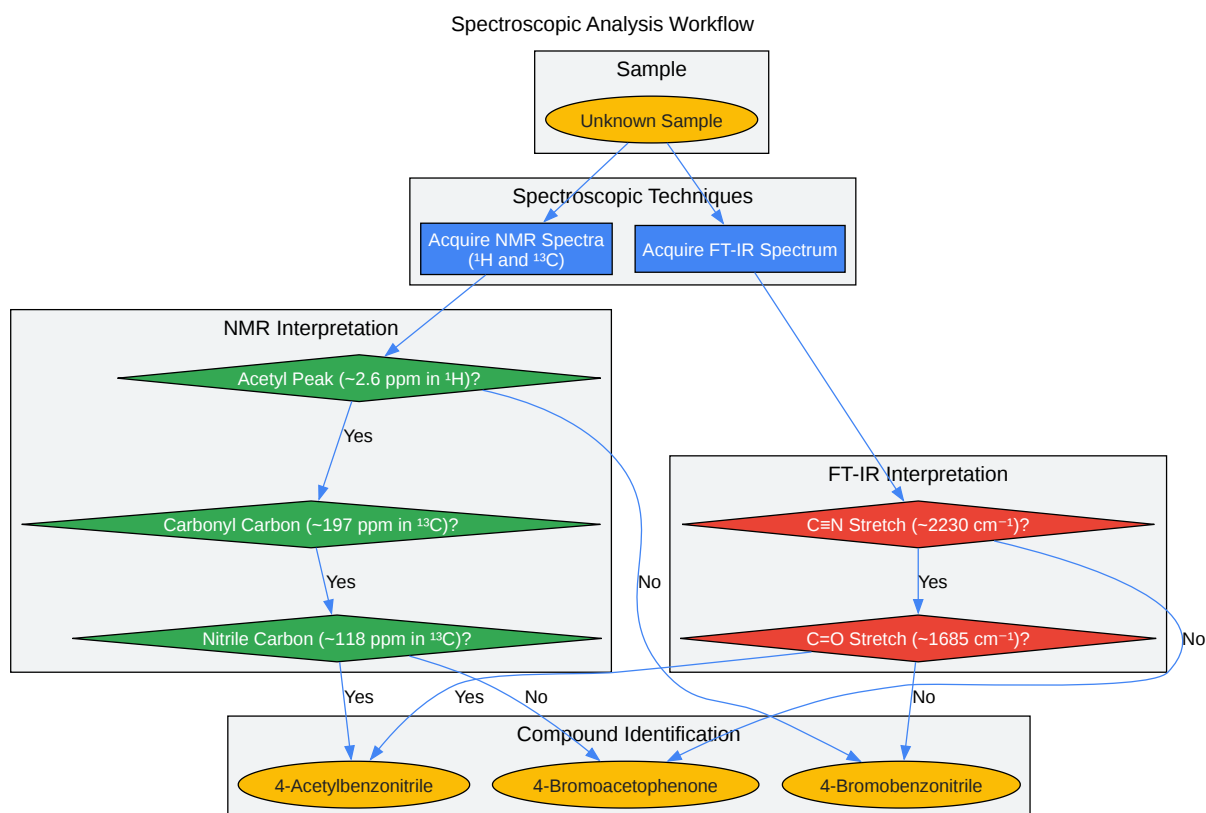 Spectroscopic Analysis Workflow
Sample
Unknown Sample
Spectroscopic Techniques
Acquire NMR Spectra
(¹H and ¹³C)
Acquire FT-IR Spectrum
NMR Interpretation
Acetyl Peak (~2.6 ppm in ¹H)?
Yes
FT-IR Interpretation
Carbonyl Carbon (~197 ppm in ¹³C)?
C≡N Stretch (~2230 cm⁻¹)?
Yes
No
Yes
Nitrile Carbon (~118 ppm in ¹³C)?
C=O Stretch (~1685 cm⁻¹)?
No
Yes
Yes
No
No
Compound Identification
4-Acetylbenzonitrile
4-Bromoacetophenone
4-Bromobenzonitrile